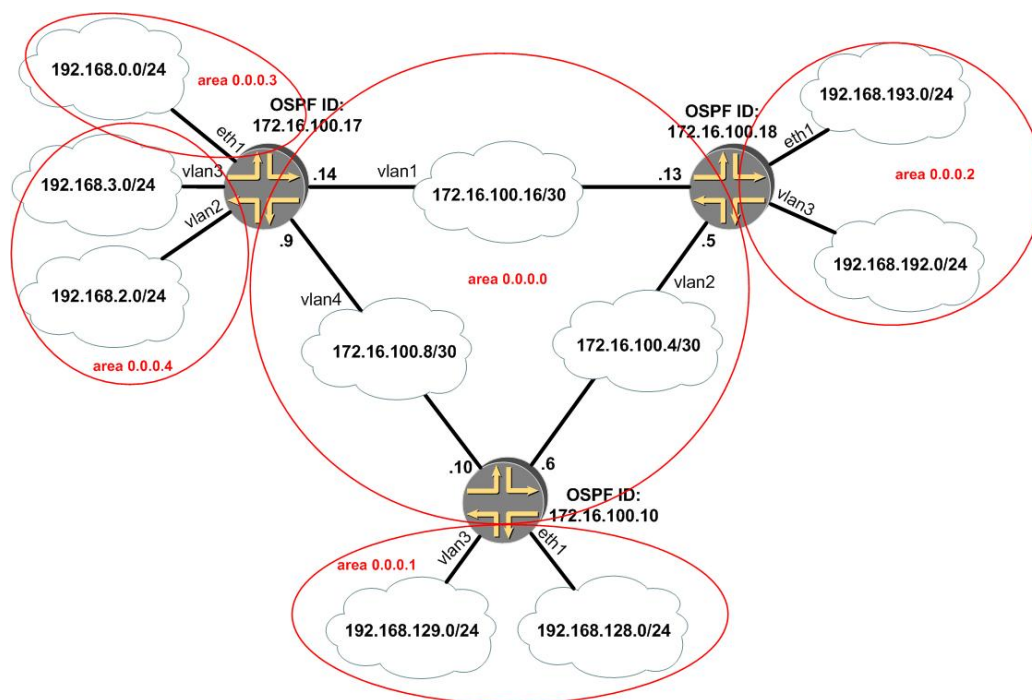 192.168.0.0/24
area 0.0.0.3
eth1
OSPF ID:
172.16.100.17
192.168.3.0/24
vlan3
vlan2
192.168.2.0/24
area 0.0.0.4
.14
vlan1
172.16.100.16/30
.13
.9
vlan4
172.16.100.8/30
area 0.0.0.0
OSPF ID:
172.16.100.18
eth1
192.168.193.0/24
area 0.0.0.2
vlan3
192.168.192.0/24
.5
vlan2
172.16.100.4/30
.10
.6
OSPF ID:
172.16.100.10
vlan3
eth1
area 0.0.0.1
192.168.129.0/24
192.168.128.0/24